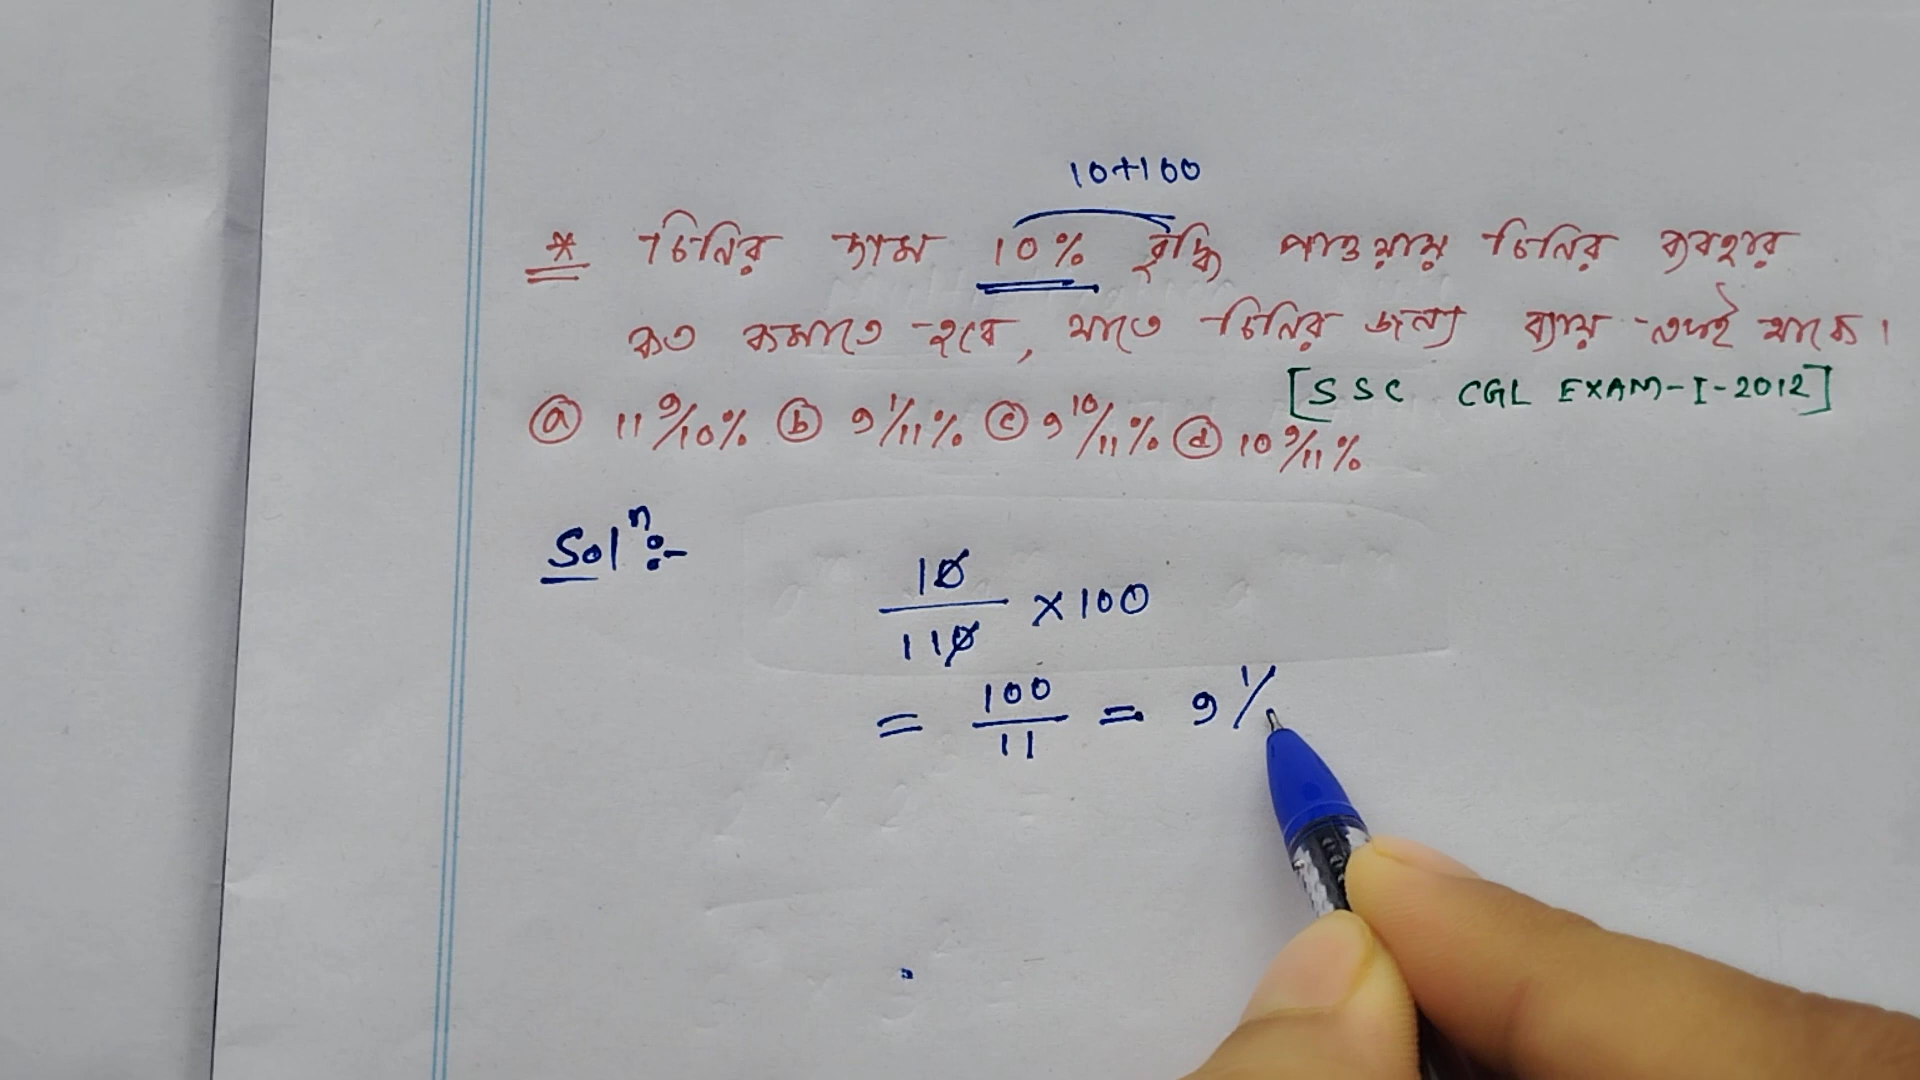 10+100
* চিনির দাম 10% বৃদ্ধি পাওয়ায় চিনির ব্যবহার
কত কমাতে হবে, যাতে চিনির জন্য ব্যায় একই থাকে।
[SSC CGL EXAM-I-2012]
ⓐ 11 9/10% ⓑ 9 1/11% ⓒ 9 10/11% ⓓ 10 9/11%
Solⁿ:-
10/110 × 100
= 100/11 = 9 1/